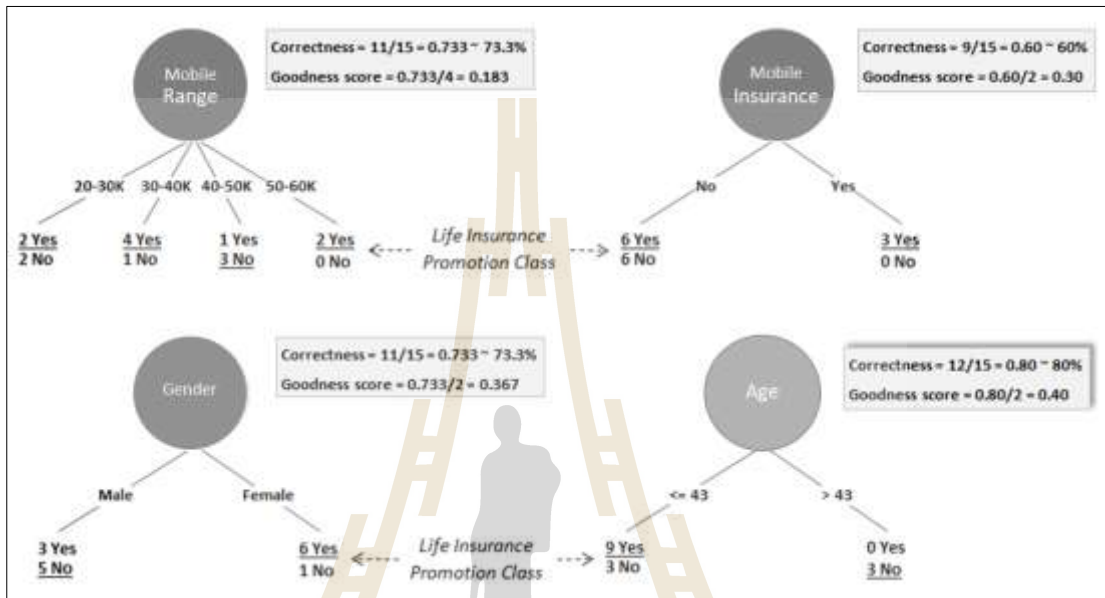 Mobile
Range
Correctness = 11/15 = 0.733 ~ 73.3%
Goodness score = 0.733/4 = 0.183
20-30K 30-40K 40-50K 50-60K
2 Yes
2 No
4 Yes
1 No
1 Yes
3 No
2 Yes
0 No
Life Insurance
Promotion Class
Mobile
Insurance
Correctness = 9/15 = 0.60 ~ 60%
Goodness score = 0.60/2 = 0.30
No
Yes
6 Yes
6 No
3 Yes
0 No
Gender
Correctness = 11/15 = 0.733 ~ 73.3%
Goodness score = 0.733/2 = 0.367
Male
Female
3 Yes
5 No
6 Yes
1 No
Life Insurance
Promotion Class
Age
Correctness = 12/15 = 0.80 ~ 80%
Goodness score = 0.80/2 = 0.40
<= 43
> 43
9 Yes
3 No
0 Yes
3 No